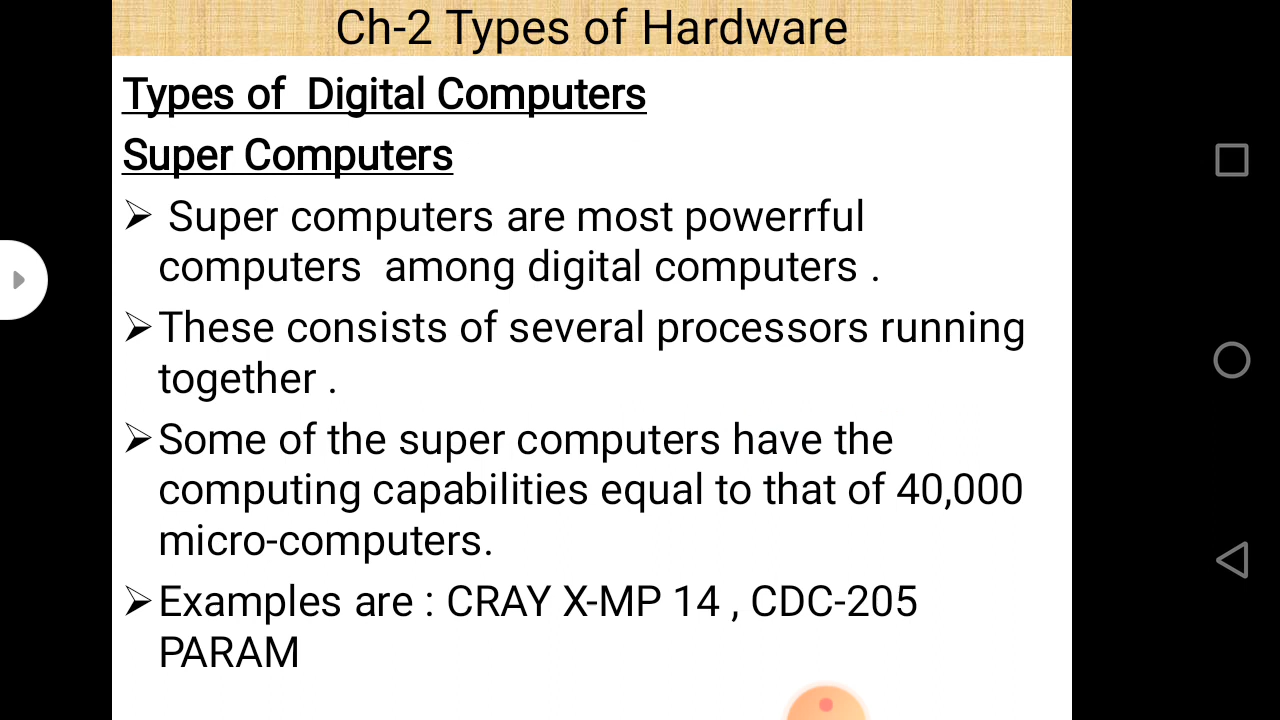 Ch-2 Types of Hardware
Types of  Digital Computers
Super Computers
➢ Super computers are most powerrful
computers  among digital computers .
➢These consists of several processors running
together .
➢Some of the super computers have the
computing capabilities equal to that of 40,000
micro-computers.
➢Examples are : CRAY X-MP 14 , CDC-205
PARAM